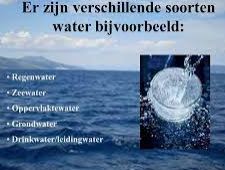 Er zijn verschillende soorten
water bijvoorbeeld:
• Regenwater
• Zeewater
• Oppervlaktewater
• Grondwater
• Drinkwater/leidingwater